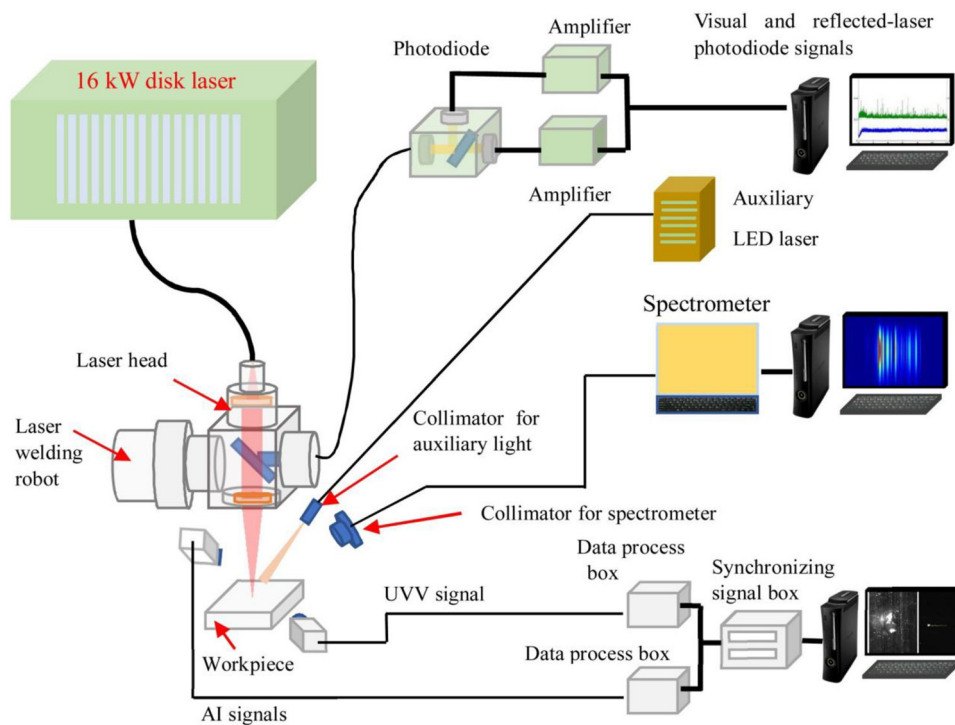 Amplifier
Visual and reflected-laser
photodiode signals
Photodiode
16 kW disk laser
Amplifier
Auxiliary
LED laser
Spectrometer
Laser head
Laser
welding
robot
Collimator for
auxiliary light
Collimator for spectrometer
Data process
box
Synchronizing
signal box
UVV signal
Workpiece
Data process box
AI signals